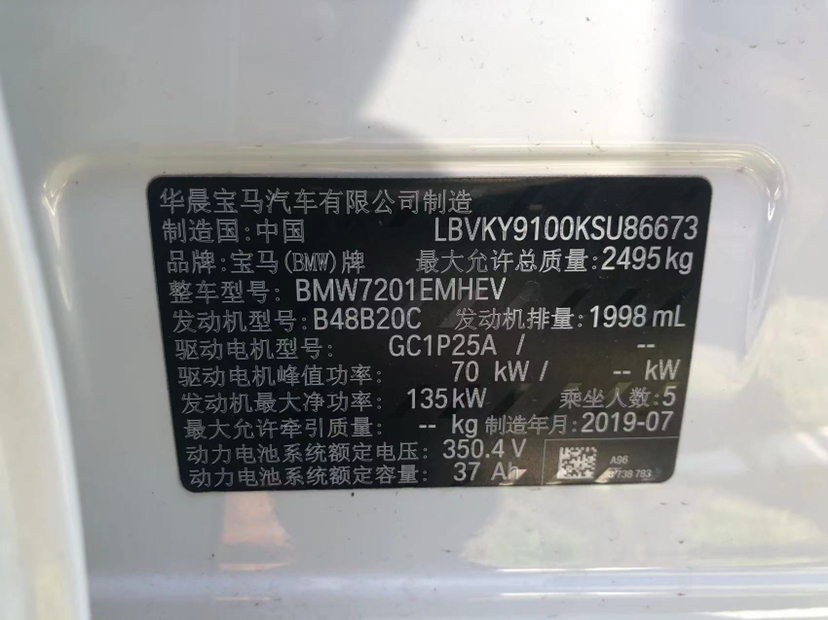 华晨宝马汽车有限公司制造
制造国:中国 LBVKY9100KSU86673
品牌:宝马(BMW)牌 最大允许总质量:2495kg
整车型号: BMW7201EMHEV
发动机型号:B48B20C 发动机排量:1998 mL
驱动电机型号: GC1P25A / --
驱动电机峰值功率: 70 kW / -- kW
发动机最大净功率: 135kW 乘坐人数:5
最大允许牵引质量: -- kg 制造年月:2019-07
动力电池系统额定电压:350.4 V
动力电池系统额定容量: 37 Ah
A96
738 783